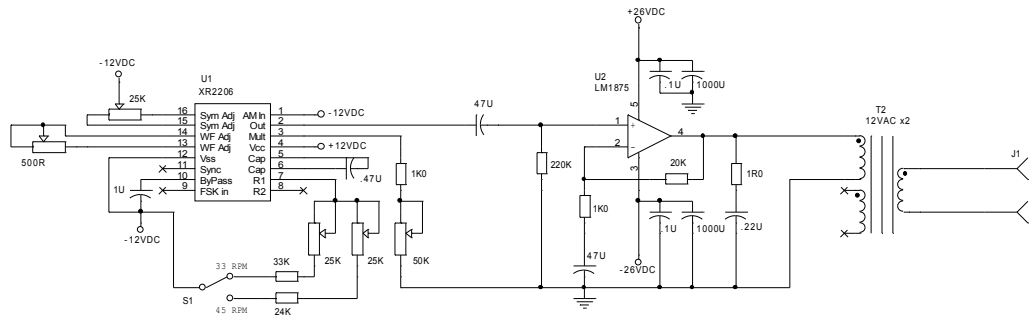 +26VDC
-12VDC
U1
XR2206
25K
16 Sym Adj AM In 1 -12VDC
15 Sym Adj Out 2
14 WF Adj Mult 3
13 WF Adj Vcc 4 +12VDC
12 Vss Cap 5
11 Sync Cap 6
10 ByPass R1 7
9 FSK in R2 8
500R
1U
-12VDC
.47U
1K0
47U
220K
U2
LM1875
.1U 1000U
5
1 +
2 -
4
3
20K
1K0
47U
1R0
.1U 1000U .22U
-26VDC
T2
12VAC x2
J1
25K 25K 50K
33 RPM 33K
S1
45 RPM 24K